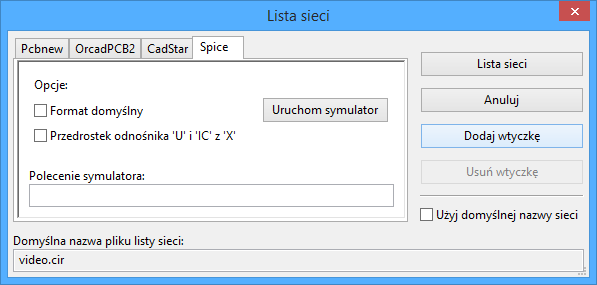 Lista sieci
Pcbnew OrcadPCB2 CadStar Spice
Opcje:
Format domyślny
Przedrostek odnośnika 'U' i 'IC' z 'X'
Uruchom symulator
Polecenie symulatora:
Lista sieci
Anuluj
Dodaj wtyczkę
Usuń wtyczkę
Użyj domyślnej nazwy sieci
Domyślna nazwa pliku listy sieci:
video.cir